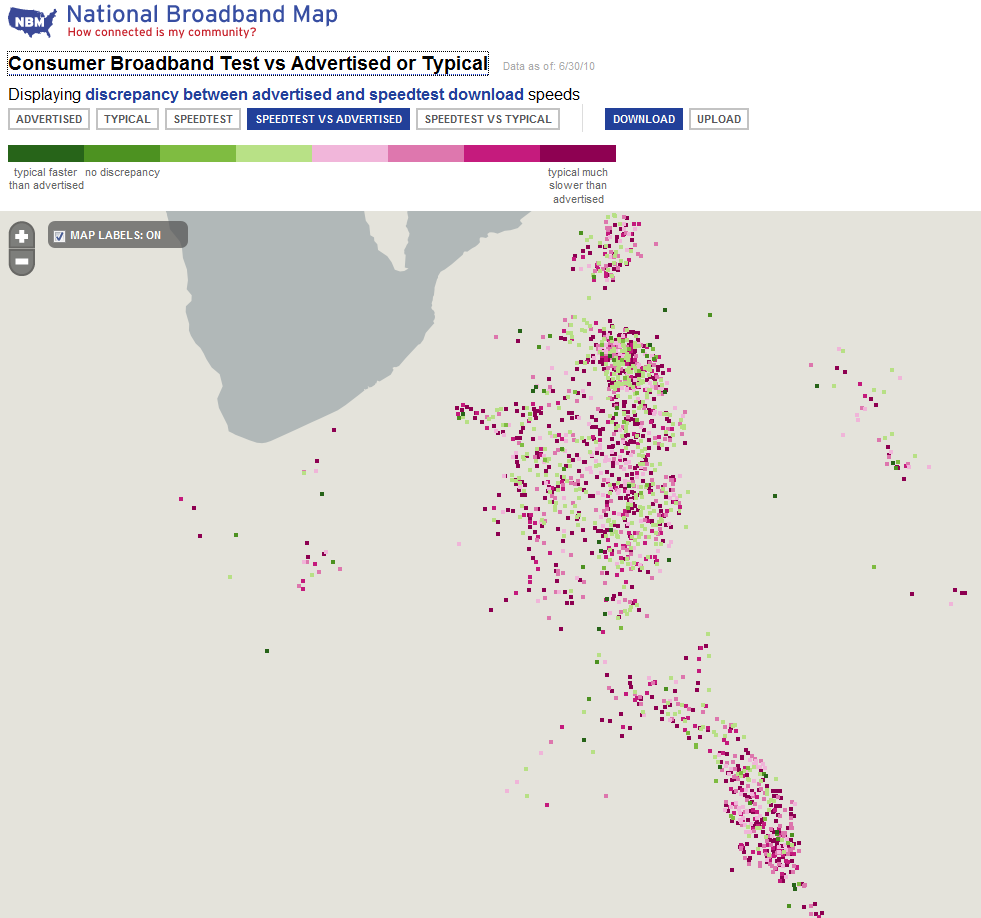 NBM
National Broadband Map
How connected is my community?
Consumer Broadband Test vs Advertised or Typical Data as of: 6/30/10
Displaying discrepancy between advertised and speedtest download speeds
ADVERTISED TYPICAL SPEEDTEST SPEEDTEST VS ADVERTISED SPEEDTEST VS TYPICAL DOWNLOAD UPLOAD
typical faster no discrepancy typical much
than advertised slower than
advertised
MAP LABELS: ON